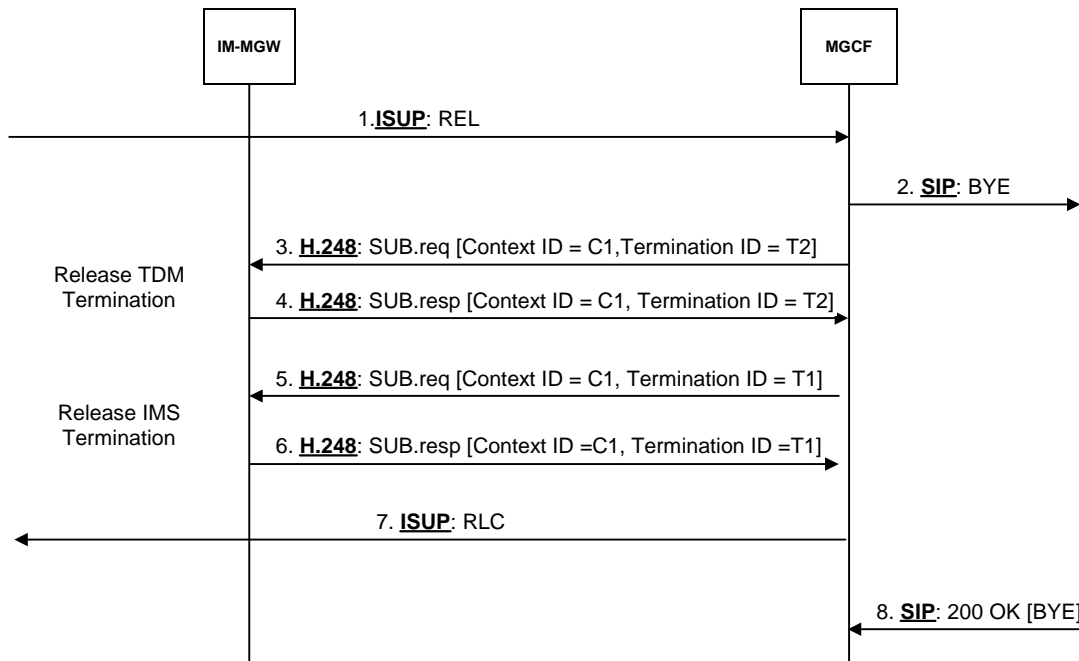 IM-MGW
MGCF
1.ISUP: REL
2. SIP: BYE
3. H.248: SUB.req [Context ID = C1,Termination ID = T2]
Release TDM
Termination
4. H.248: SUB.resp [Context ID = C1, Termination ID = T2]
5. H.248: SUB.req [Context ID = C1, Termination ID = T1]
Release IMS
Termination
6. H.248: SUB.resp [Context ID =C1, Termination ID =T1]
7. ISUP: RLC
8. SIP: 200 OK [BYE]